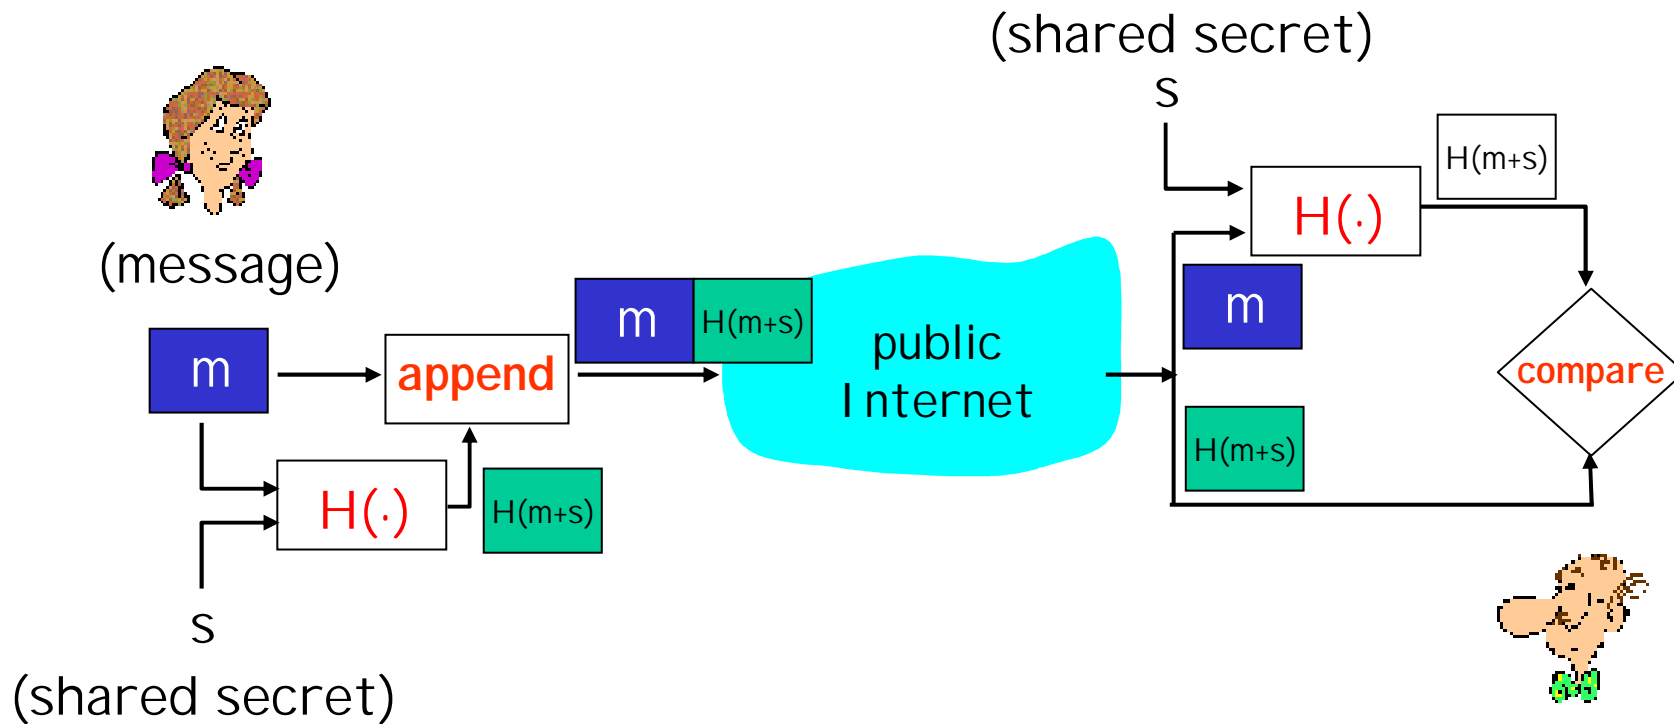 (shared secret)
s
H(m+s)
H(·)
(message)
m
append
m
H(m+s)
public
Internet
m
compare
H(m+s)
H(·)
H(m+s)
s
(shared secret)